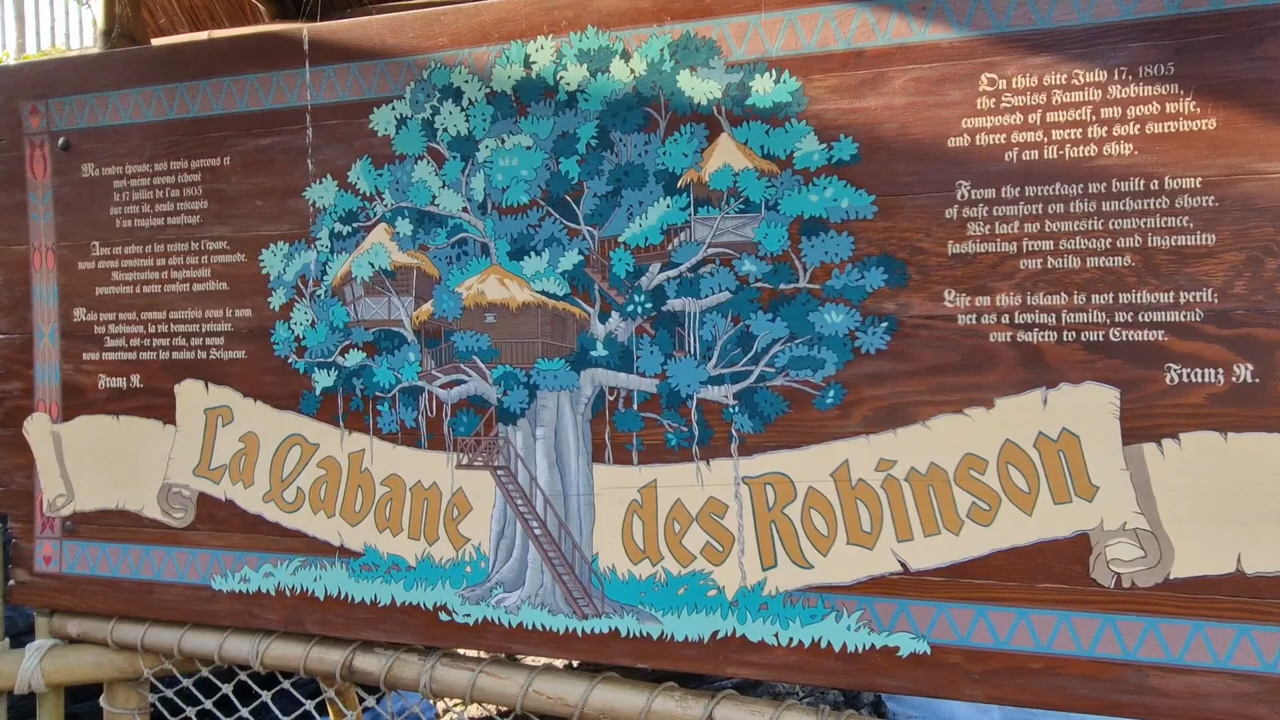 Ma tendre épouse, nos trois garcons et
moi-meme avons échoué
le 17 juillet de l'an 1805
sur cette ile, seuls rescapés
d'un tragique naufrage.
Avec cet arbre et les restes de l'épave,
nous avons construit un abri sûr et commode.
Récupération et ingéniosité
pourvoient à notre confort quotidien.
Mais pour nous, connus autrefois sous le nom
des Robinson, la vie demeure précaire.
Aussi, est-ce pour cela, que nous
nous remettons entre les mains du Seigneur.
Franz R.
On this site July 17, 1805
the Swiss Family Robinson,
composed of myself, my good wife,
and three sons, were the sole survivors
of an ill-fated ship.
From the wreckage we built a home
of safe comfort on this uncharted shore.
We lack no domestic convenience,
fashioning from salvage and ingenuity
our daily means.
Life on this island is not without peril;
yet as a loving family, we commend
our safety to our Creator.
Franz R.
La Cabane des Robinson